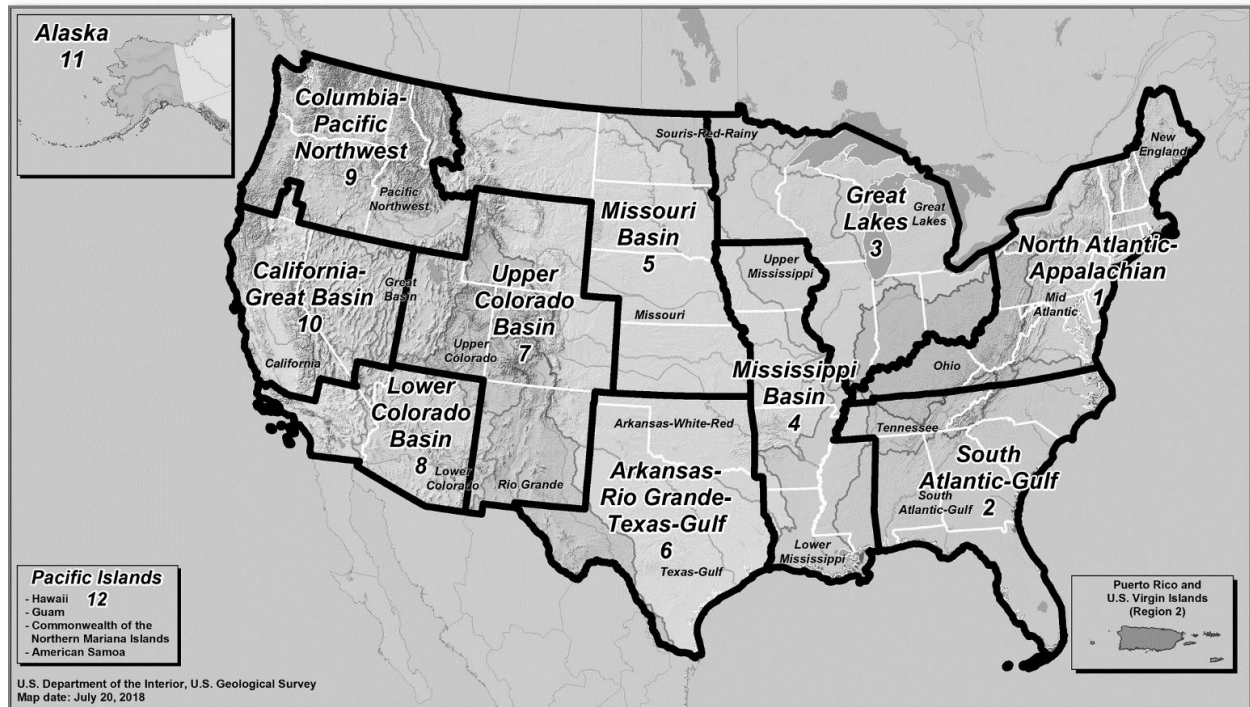 Alaska
11
Columbia-
Pacific
Northwest
9
Pacific
Northwest
Souris-Red-Rainy
New
England
Missouri
Basin
5
Great
Lakes
3
Great
Lakes
North Atlantic-
Appalachian
1
Mid
Atlantic
California-
Great Basin
10
Great
Basin
California
Upper
Colorado
Basin
7
Upper
Colorado
Missouri
Upper
Mississippi
Mississippi
Basin
4
Ohio
Lower
Colorado
Basin
8
Lower
Colorado
Rio Grande
Arkansas-White-Red
Arkansas-
Rio Grande-
Texas-Gulf
6
Texas-Gulf
Lower
Mississippi
Tennessee
South
Atlantic-Gulf
2
South
Atlantic-Gulf
Pacific Islands
12
- Hawaii
- Guam
- Commonwealth of the
Northern Mariana Islands
- American Samoa
Puerto Rico and
U.S. Virgin Islands
(Region 2)
U.S. Department of the Interior, U.S. Geological Survey
Map date: July 20, 2018